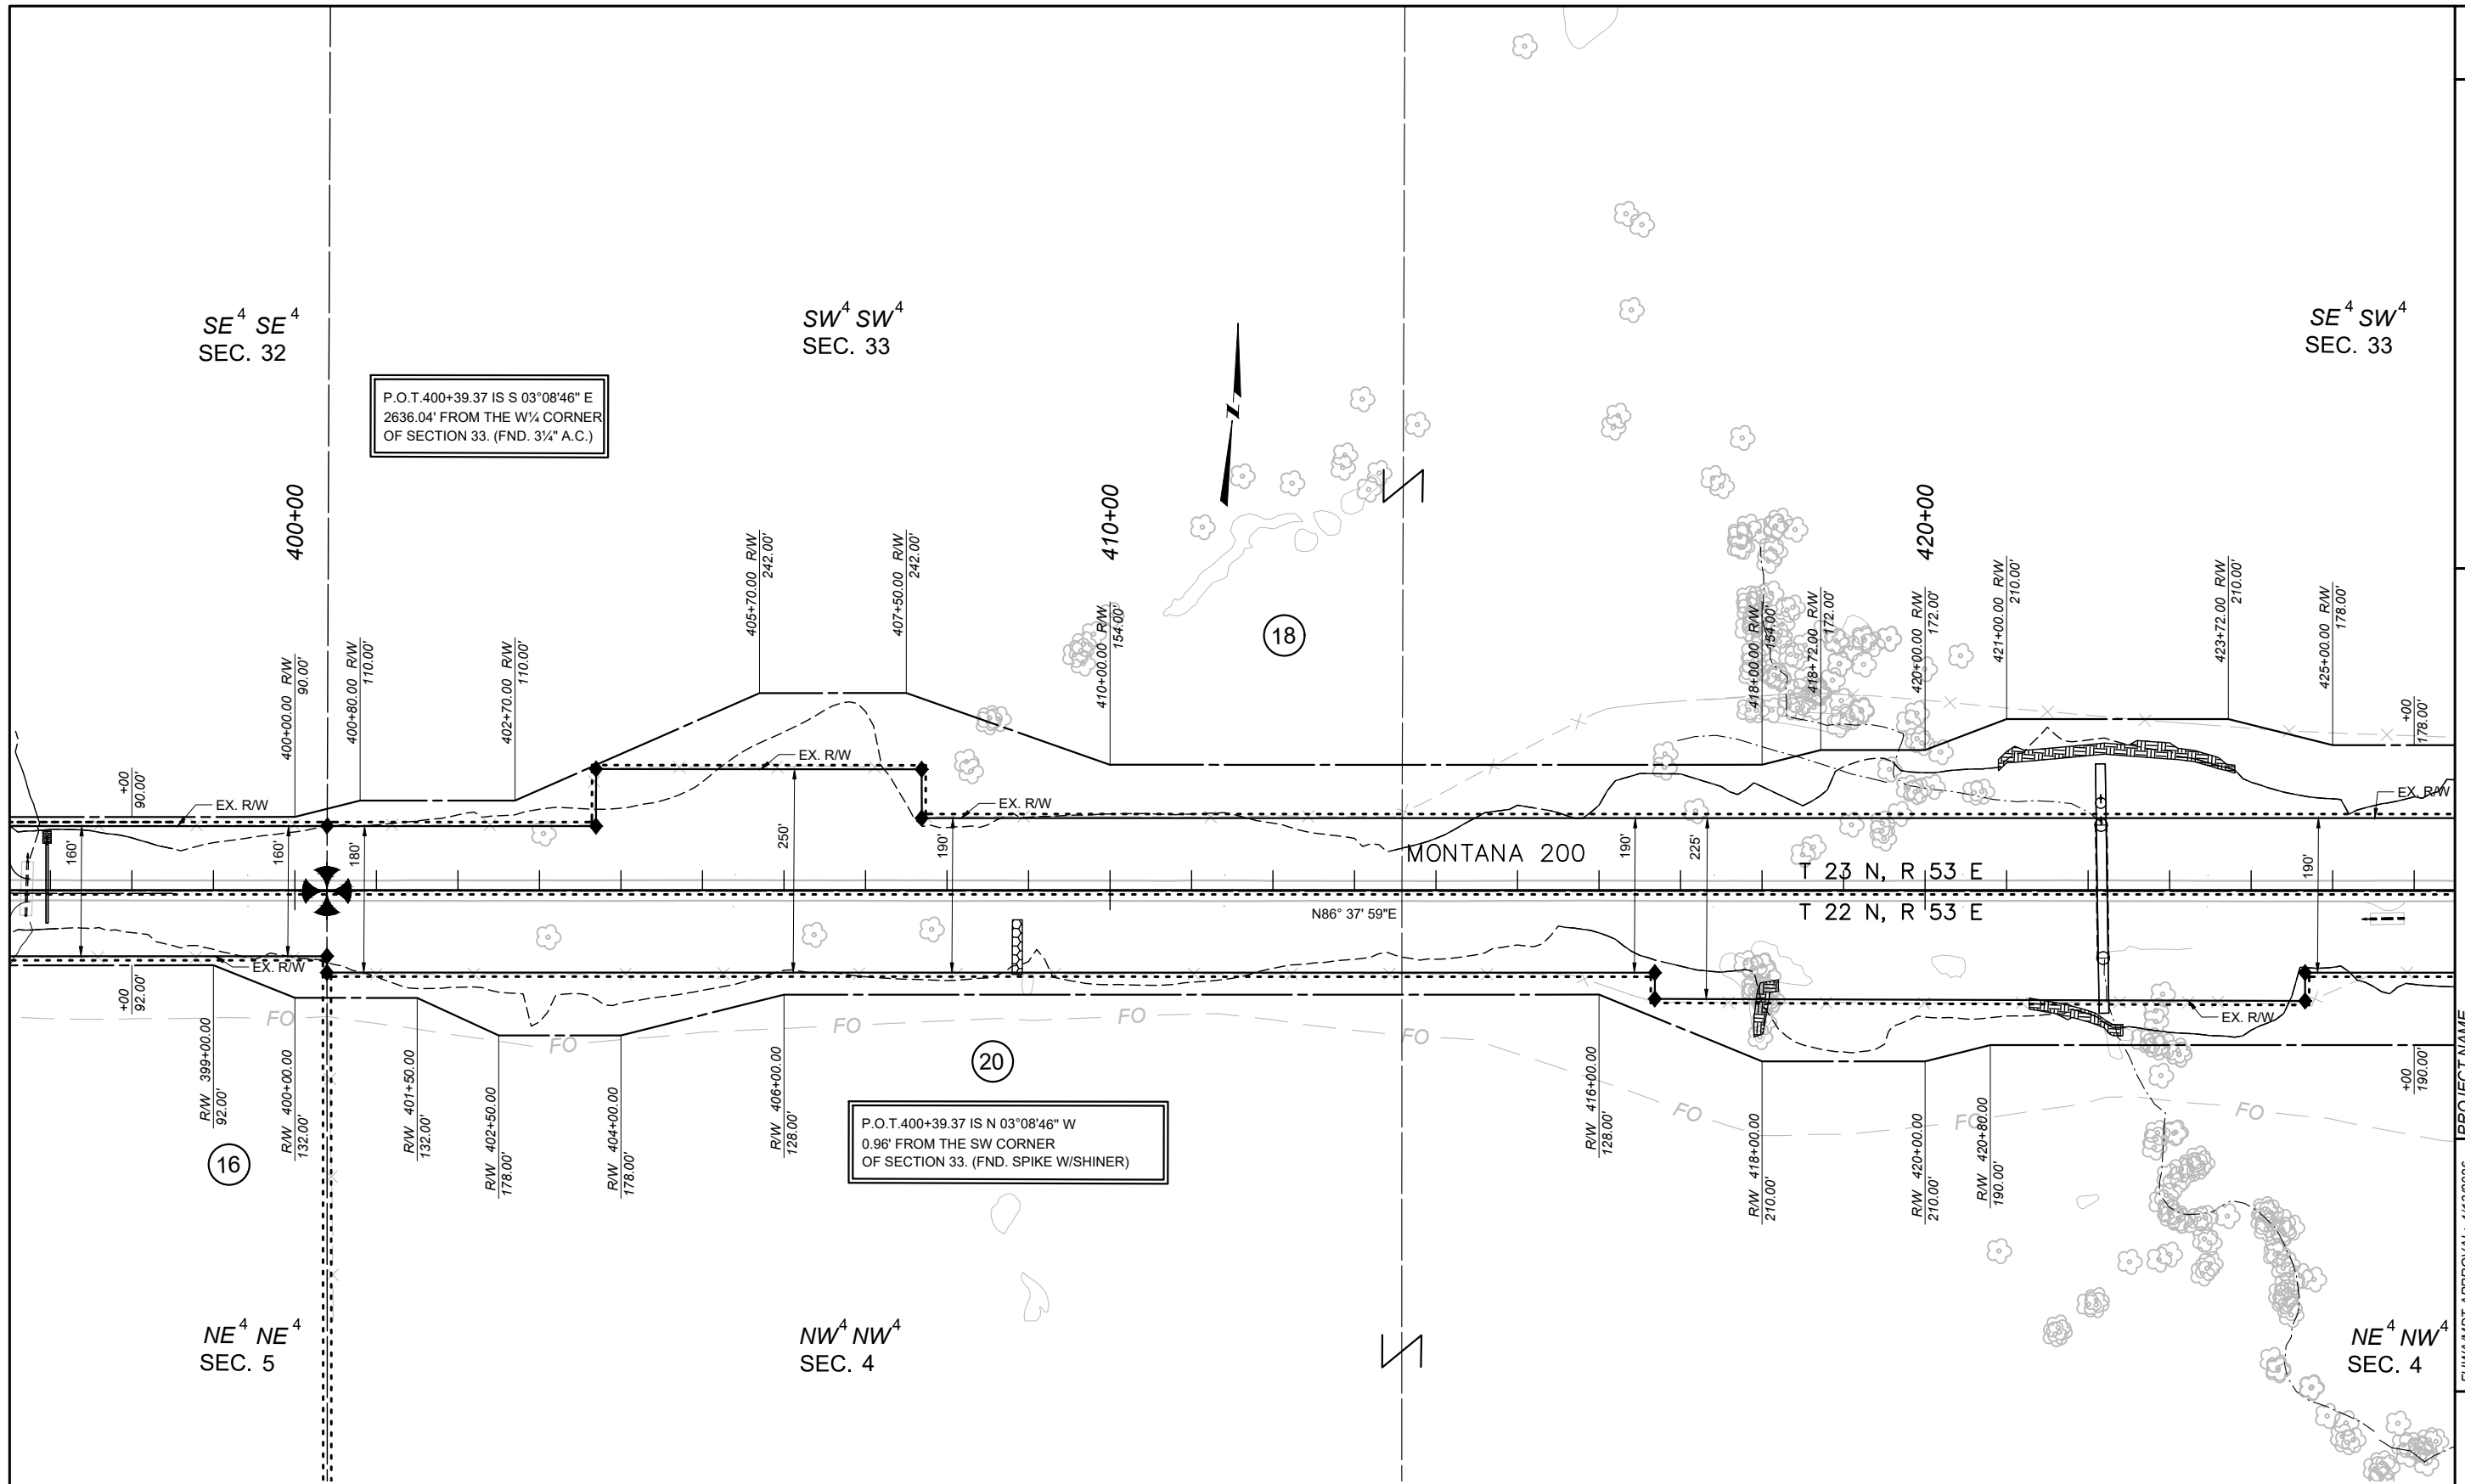 SE⁴ SE⁴
SEC. 32
SW⁴ SW⁴
SEC. 33
SE⁴ SW⁴
SEC. 33
P.O.T.400+39.37 IS S 03°08'46" E
2636.04' FROM THE W¼ CORNER
OF SECTION 33. (FND. 3¼" A.C.)
400+00
410+00
420+00
+00
90.00'
400+00.00 R/W
90.00'
400+80.00 R/W
110.00'
402+70.00 R/W
110.00'
405+70.00 R/W
242.00'
407+50.00 R/W
242.00'
410+00.00 R/W
154.00'
18
418+00.00 R/W
154.00'
418+72.00 R/W
172.00'
420+00.00 R/W
172.00'
421+00.00 R/W
210.00'
423+72.00 R/W
210.00'
425+00.00 R/W
178.00'
+00
178.00'
EX. R/W
EX. R/W
EX. R/W
EX. R/W
160'
160'
180'
250'
190'
190'
225'
190'
MONTANA 200
T 23 N, R 53 E
T 22 N, R 53 E
N86° 37' 59"E
EX. R/W
EX. R/W
FO
FO
FO
FO
FO
FO
FO
FO
+00
92.00'
R/W 399+00.00
92.00'
R/W 400+00.00
132.00'
R/W 401+50.00
132.00'
R/W 402+50.00
178.00'
R/W 404+00.00
178.00'
R/W 406+00.00
128.00'
R/W 416+00.00
128.00'
R/W 418+00.00
210.00'
R/W 420+00.00
210.00'
R/W 420+80.00
190.00'
+00
190.00'
20
16
P.O.T.400+39.37 IS N 03°08'46" W
0.96' FROM THE SW CORNER
OF SECTION 33. (FND. SPIKE W/SHINER)
NE⁴ NE⁴
SEC. 5
NW⁴ NW⁴
SEC. 4
NE⁴ NW⁴
SEC. 4
PROJECT NAME